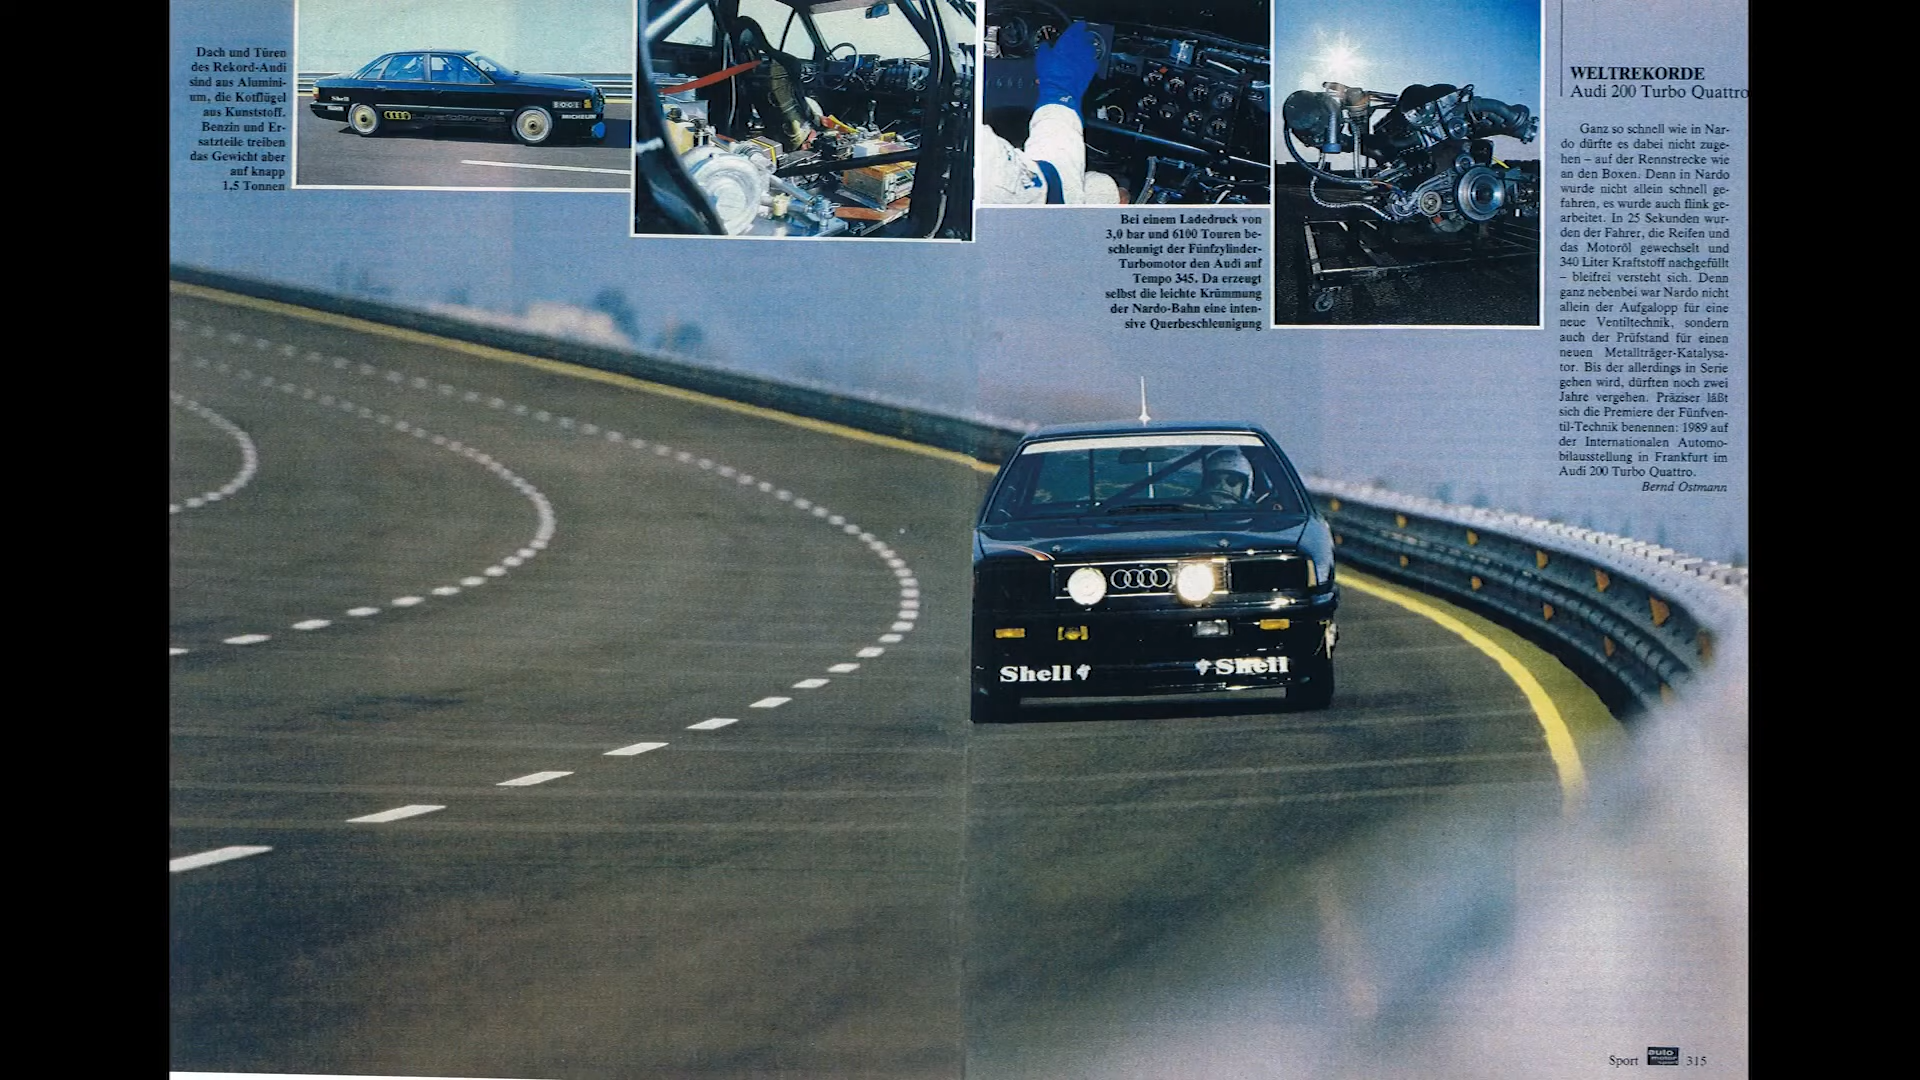 Dach und Türen
des Rekord-Audi
sind aus Alumini-
um, die Kotflügel
aus Kunststoff.
Benzin und Er-
satzteile treiben
das Gewicht aber
auf knapp
1,5 Tonnen
Shell
MICHELIN
Bei einem Ladedruck von
3,0 bar und 6100 Touren be-
schleunigt der Fünfzylinder-
Turbomotor den Audi auf
Tempo 345. Da erzeugt
selbst die leichte Krümmung
der Nardo-Bahn eine inten-
sive Querbeschleunigung
WELTREKORDE
Audi 200 Turbo Quattro
Ganz so schnell wie in Nar-
do dürfte es dabei nicht zuge-
hen – auf der Rennstrecke wie
an den Boxen. Denn in Nardo
wurde nicht allein schnell ge-
fahren, es wurde auch flink ge-
arbeitet. In 25 Sekunden wur-
den der Fahrer, die Reifen und
das Motoröl gewechselt und
340 Liter Kraftstoff nachgefüllt
– bleifrei versteht sich. Denn
ganz nebenbei war Nardo nicht
allein der Aufgalopp für eine
neue Ventiltechnik, sondern
auch der Prüfstand für einen
neuen Metallträger-Katalysa-
tor. Bis der allerdings in Serie
gehen wird, dürften noch zwei
Jahre vergehen. Präziser läßt
sich die Premiere der Fünfven-
til-Technik benennen: 1989 auf
der Internationalen Automo-
bilausstellung in Frankfurt im
Audi 200 Turbo Quattro.
Bernd Ostmann
Shell
Shell
Sport auto motor sport 315